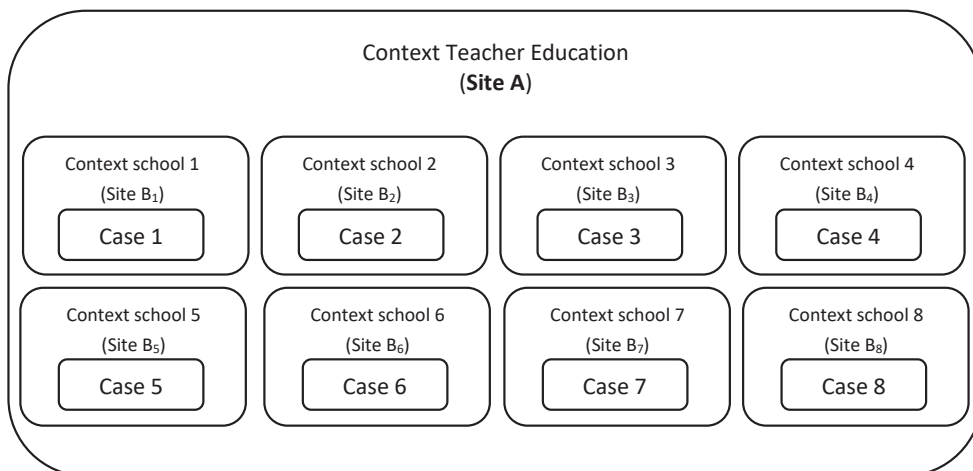 Context Teacher Education
(Site A)
Context school 1
(Site B₁)
Case 1
Context school 2
(Site B₂)
Case 2
Context school 3
(Site B₃)
Case 3
Context school 4
(Site B₄)
Case 4
Context school 5
(Site B₅)
Case 5
Context school 6
(Site B₆)
Case 6
Context school 7
(Site B₇)
Case 7
Context school 8
(Site B₈)
Case 8